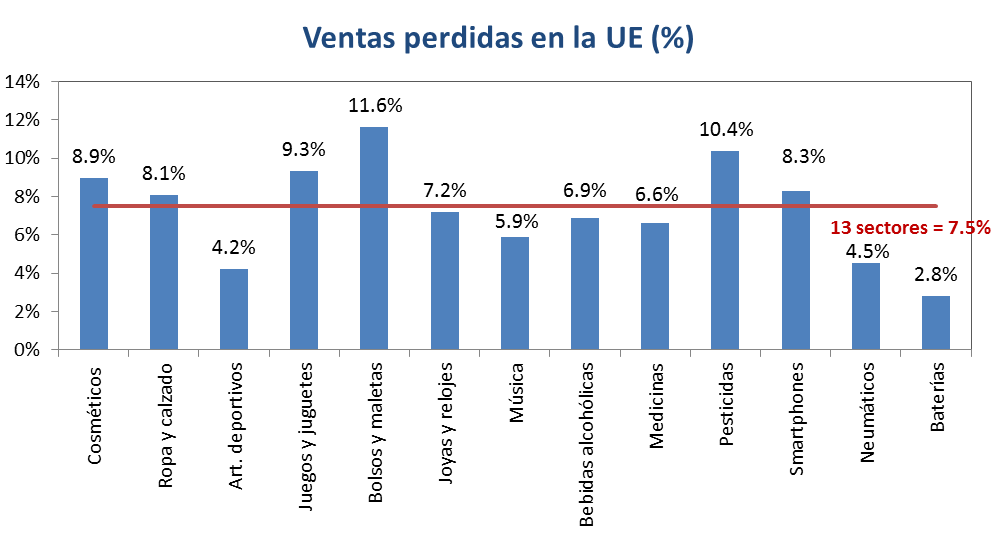 Ventas perdidas en la UE (%)
14%
12%
10%
8%
6%
4%
2%
0%
8.9%
8.1%
4.2%
9.3%
11.6%
7.2%
5.9%
6.9%
6.6%
10.4%
8.3%
4.5%
2.8%
13 sectores = 7.5%
Cosméticos
Ropa y calzado
Art. deportivos
Juegos y juguetes
Bolsos y maletas
Joyas y relojes
Música
Bebidas alcohólicas
Medicinas
Pesticidas
Smartphones
Neumáticos
Baterías